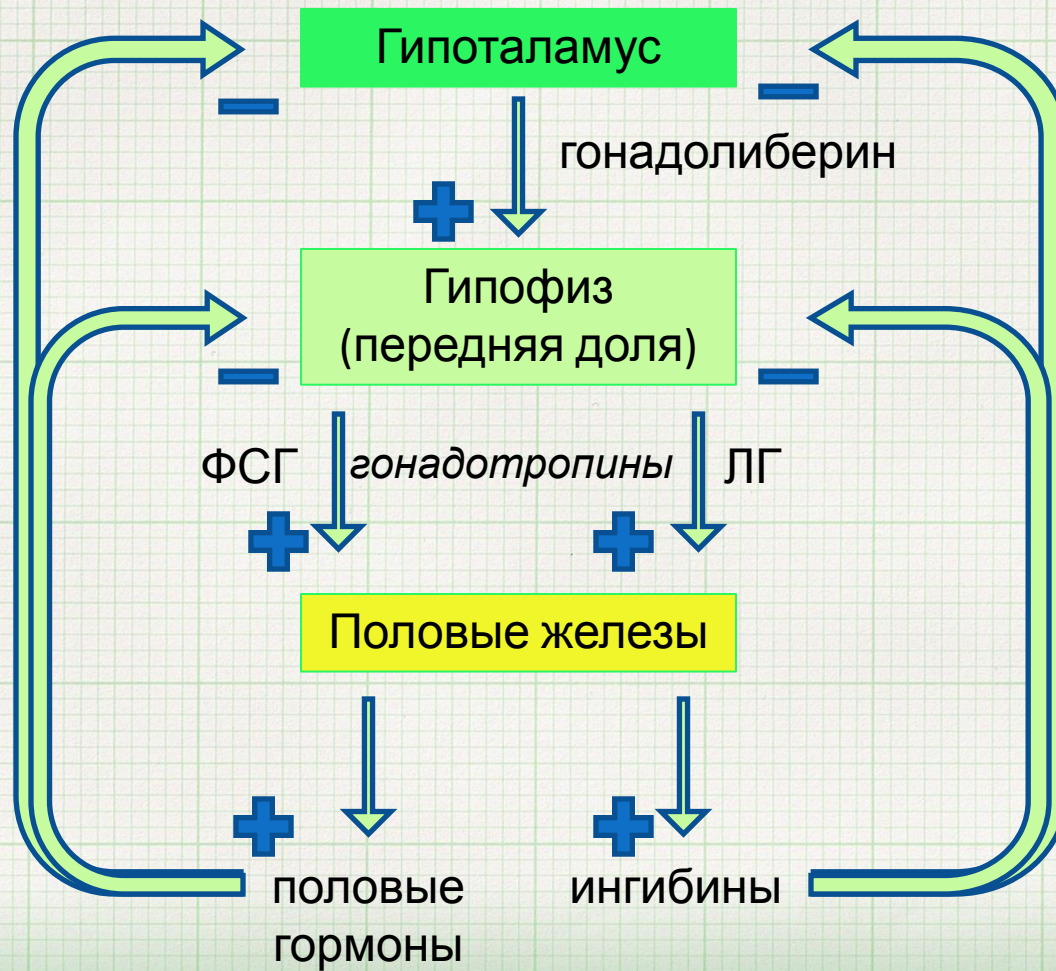 Гипоталамус
гонадолиберин
Гипофиз
(передняя доля)
ФСГ гонадотропины ЛГ
Половые железы
половые
гормоны
ингибины